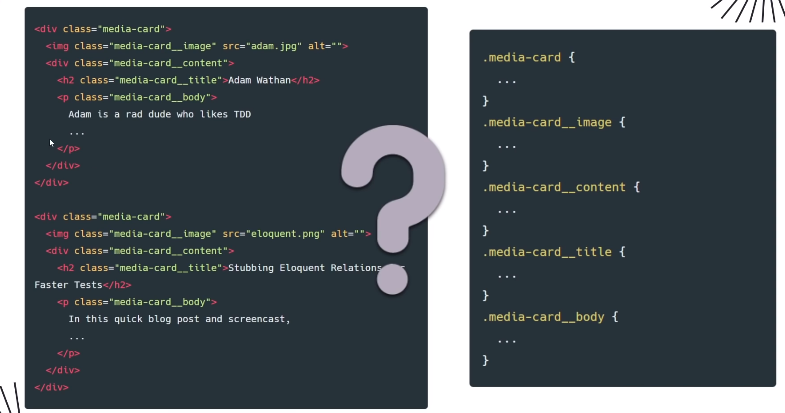 <div class="media-card">
<img class="media-card__image" src="adam.jpg" alt="">
<div class="media-card__content">
<h2 class="media-card__title">Adam Wathan</h2>
<p class="media-card__body">
Adam is a rad dude who likes TDD
...
</p>
</div>
</div>
<div class="media-card">
<img class="media-card__image" src="eloquent.png" alt="">
<div class="media-card__content">
<h2 class="media-card__title">Stubbing Eloquent Relations
Faster Tests</h2>
<p class="media-card__body">
In this quick blog post and screencast,
...
</p>
</div>
</div>
?
.media-card {
...
}
.media-card__image {
...
}
.media-card__content {
...
}
.media-card__title {
...
}
.media-card__body {
...
}